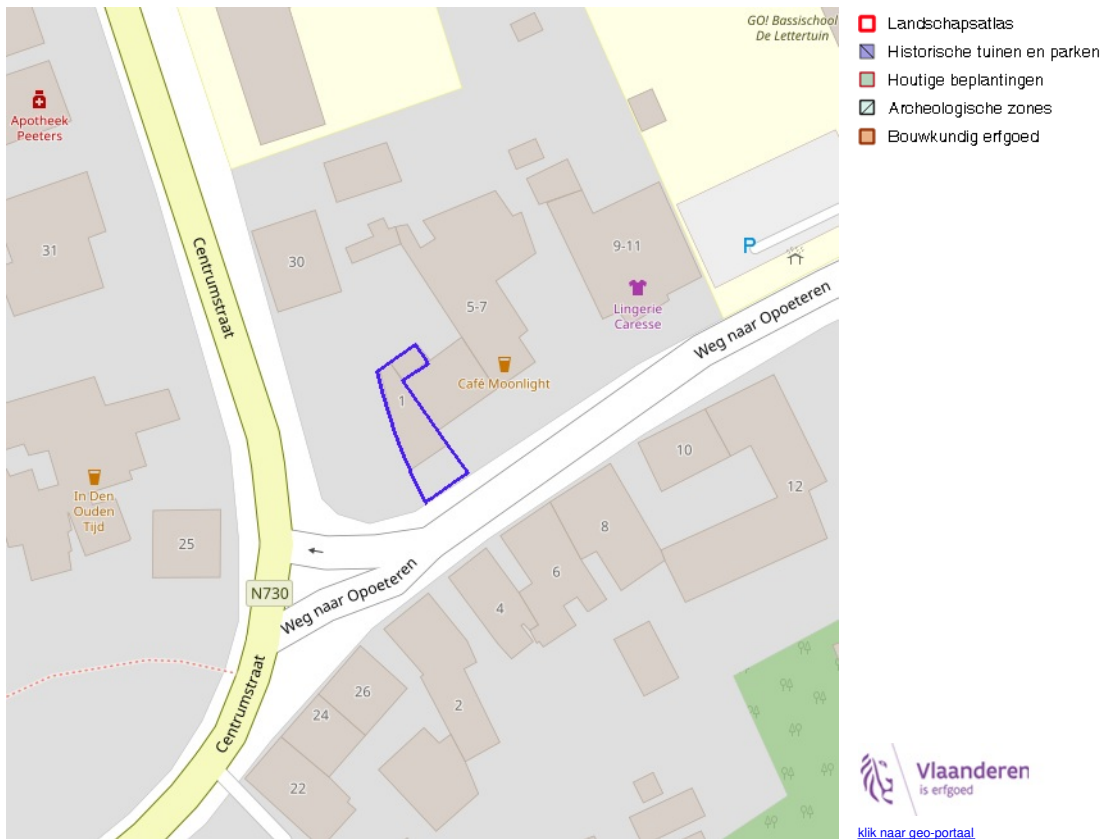 GO! Bassischool
De Lettertuin
Apotheek
Peeters
31
30
Centrumstraat
9-11
P
Lingerie
Caresse
5-7
Weg naar Opoeteren
Café Moonlight
1
In Den
Ouden
Tijd
25
10
12
8
6
4
N730
Weg naar Opoeteren
Centrumstraat
26
24
2
22
Landschapsatlas
Historische tuinen en parken
Houtige beplantingen
Archeologische zones
Bouwkundig erfgoed
Vlaanderen
is erfgoed
klik naar geo-portaal